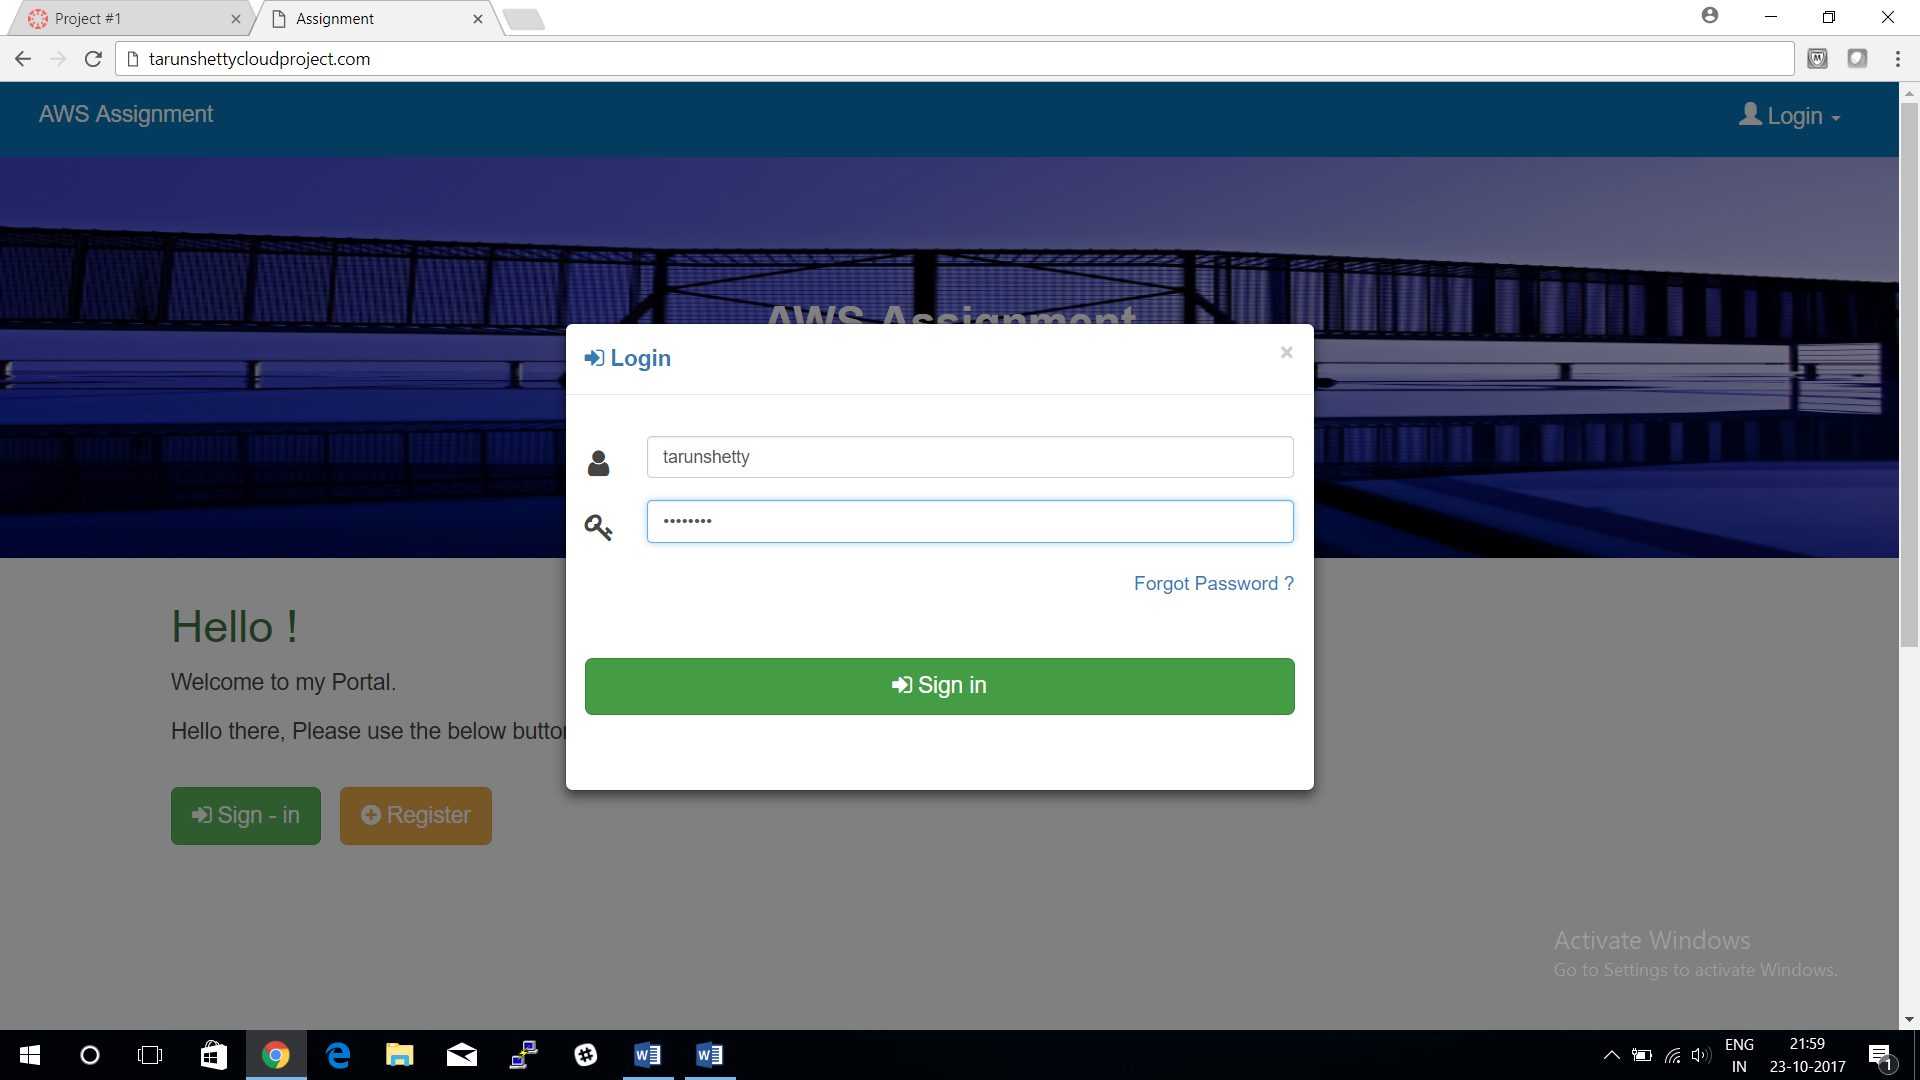 Project #1
Assignment
tarunshettycloudproject.com
AWS Assignment
Login
AWS Assignment
Login
×
tarunshetty
••••••••
Forgot Password ?
Sign in
Hello !
Welcome to my Portal.
Hello there, Please use the below
Sign - in
Register
Activate Windows
Go to Settings to activate Windows.
ENG
IN
21:59
23-10-2017
1